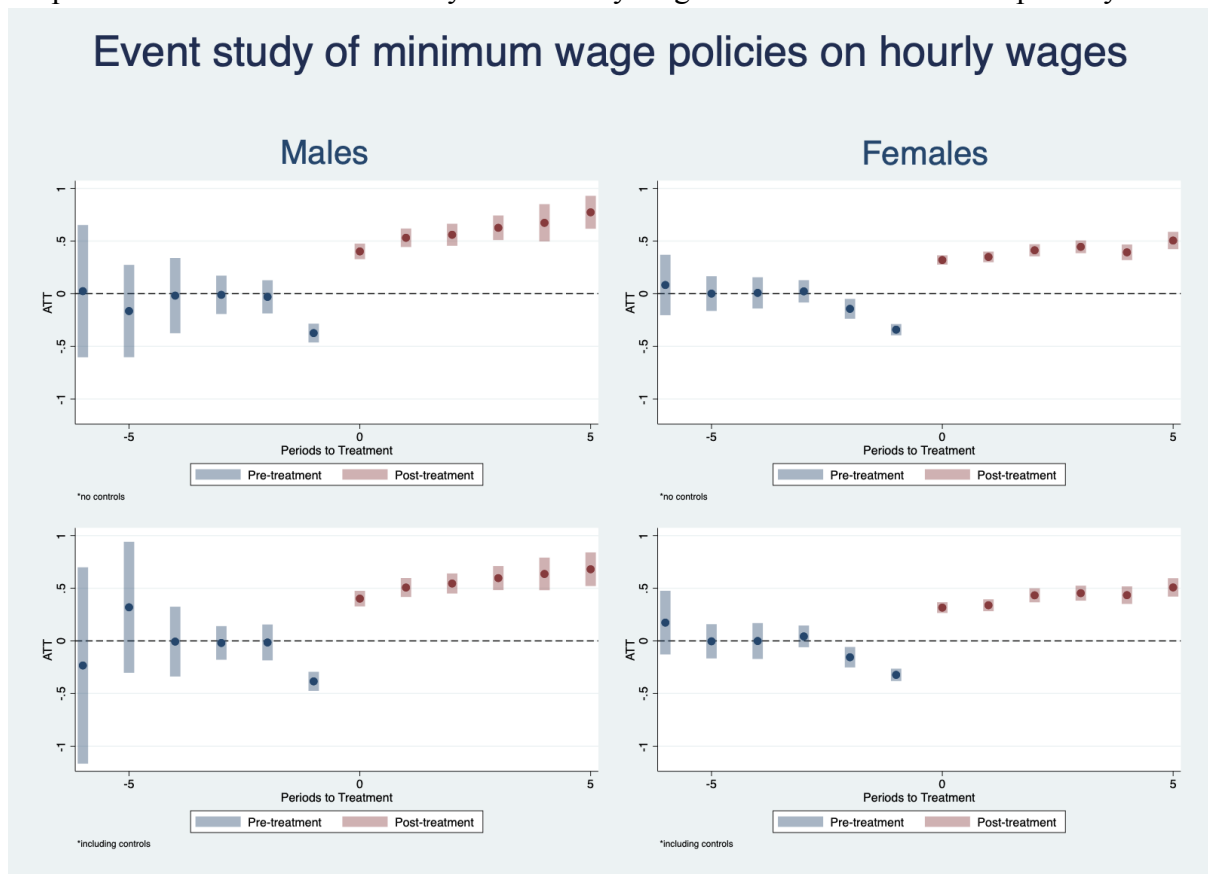 Event study of minimum wage policies on hourly wages
Males
Females
ATT
1
.5
0
-.5
-1
-5
0
5
Periods to Treatment
Pre-treatment
Post-treatment
*no controls
ATT
1
.5
0
-.5
-1
-5
0
5
Periods to Treatment
Pre-treatment
Post-treatment
*no controls
ATT
1
.5
0
-.5
-1
-5
0
5
Periods to Treatment
Pre-treatment
Post-treatment
*including controls
ATT
1
.5
0
-.5
-1
-5
0
5
Periods to Treatment
Pre-treatment
Post-treatment
*including controls